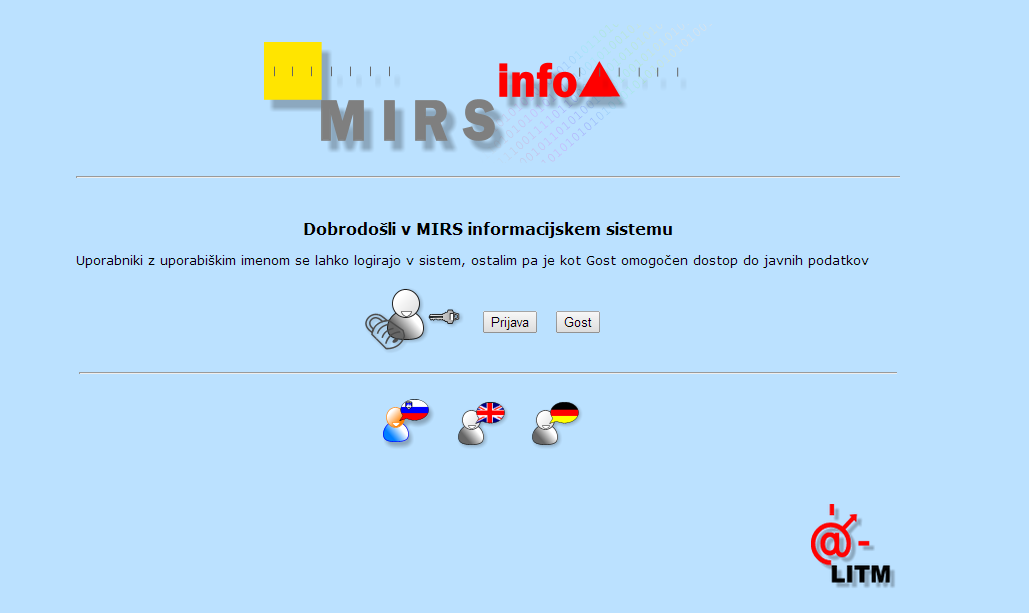 info
MIRS
Dobrodošli v MIRS informacijskem sistemu
Uporabniki z uporabiškim imenom se lahko logirajo v sistem, ostalim pa je kot Gost omogočen dostop do javnih podatkov
Prijava Gost
@-
LITM